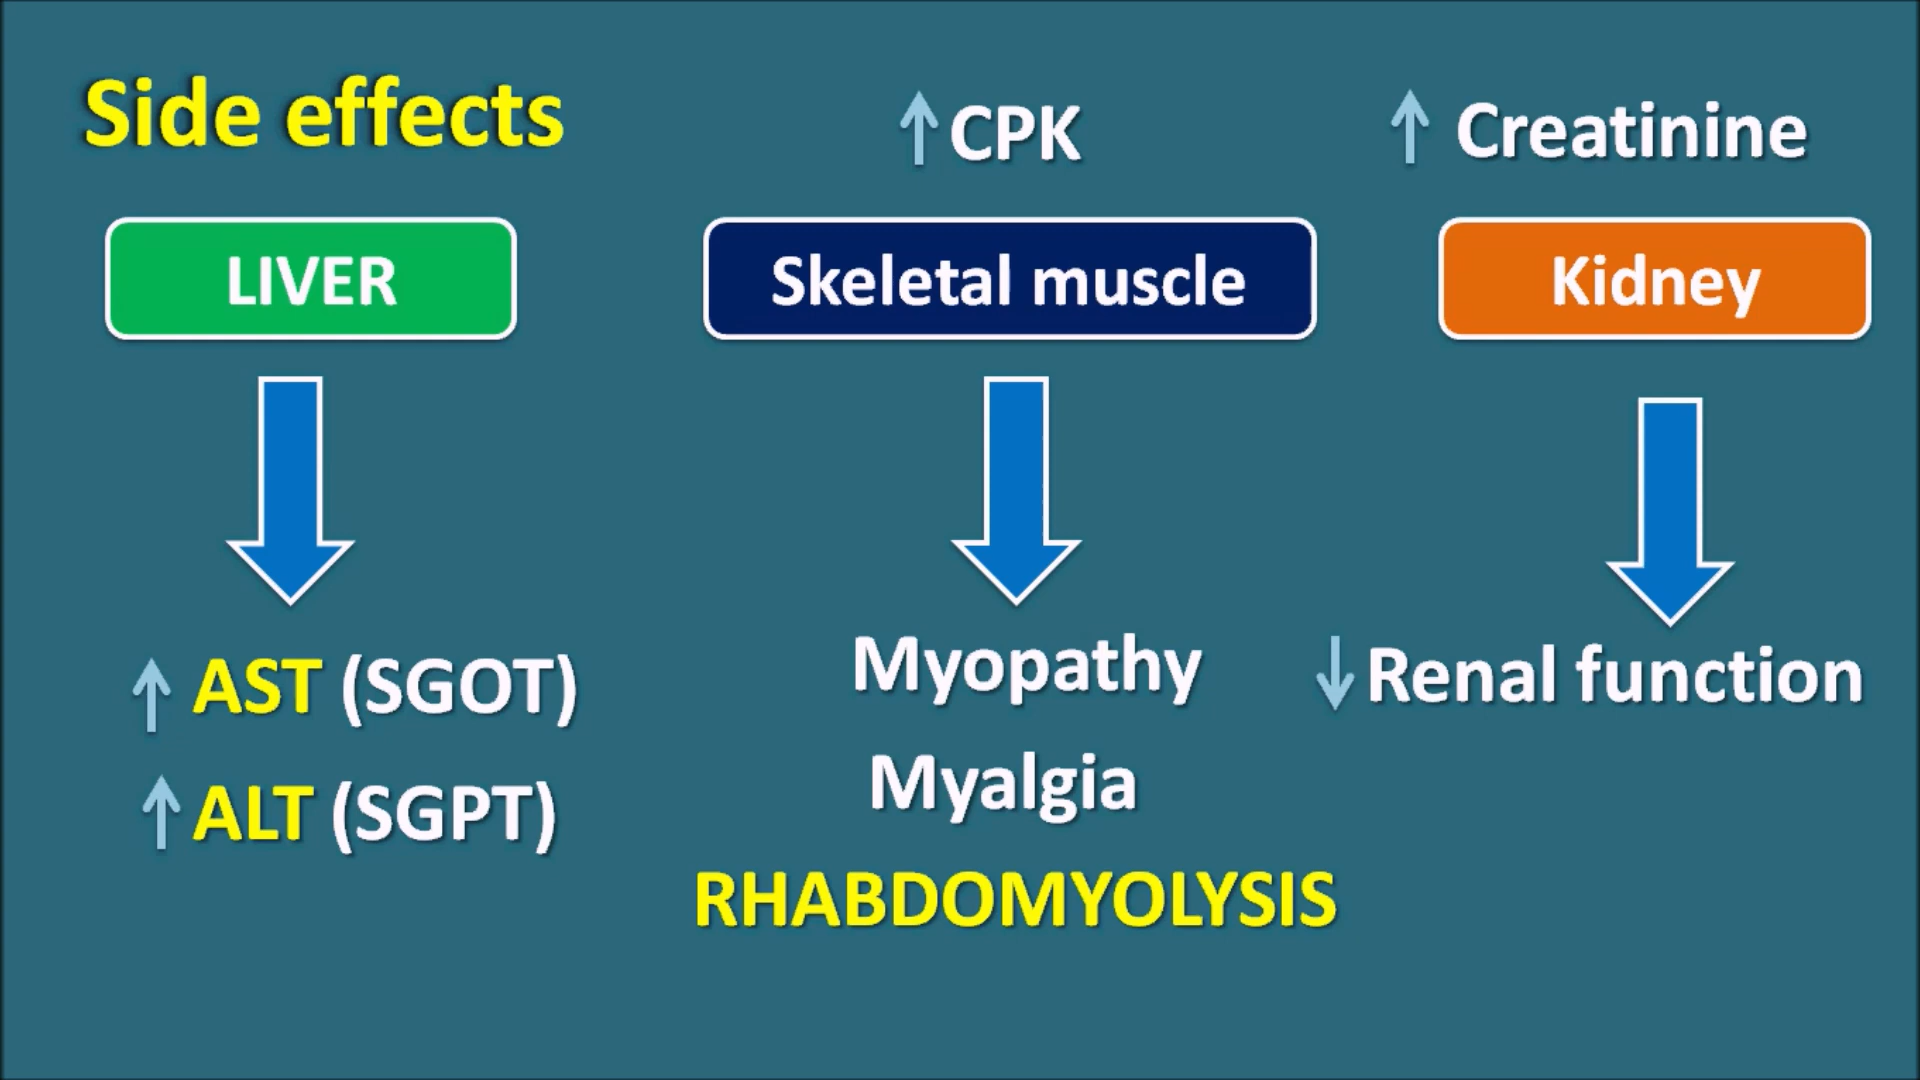 Side effects
↑ CPK
↑ Creatinine
LIVER
Skeletal muscle
Kidney
↑ AST (SGOT)
↑ ALT (SGPT)
Myopathy
Myalgia
RHABDOMYOLYSIS
↓ Renal function